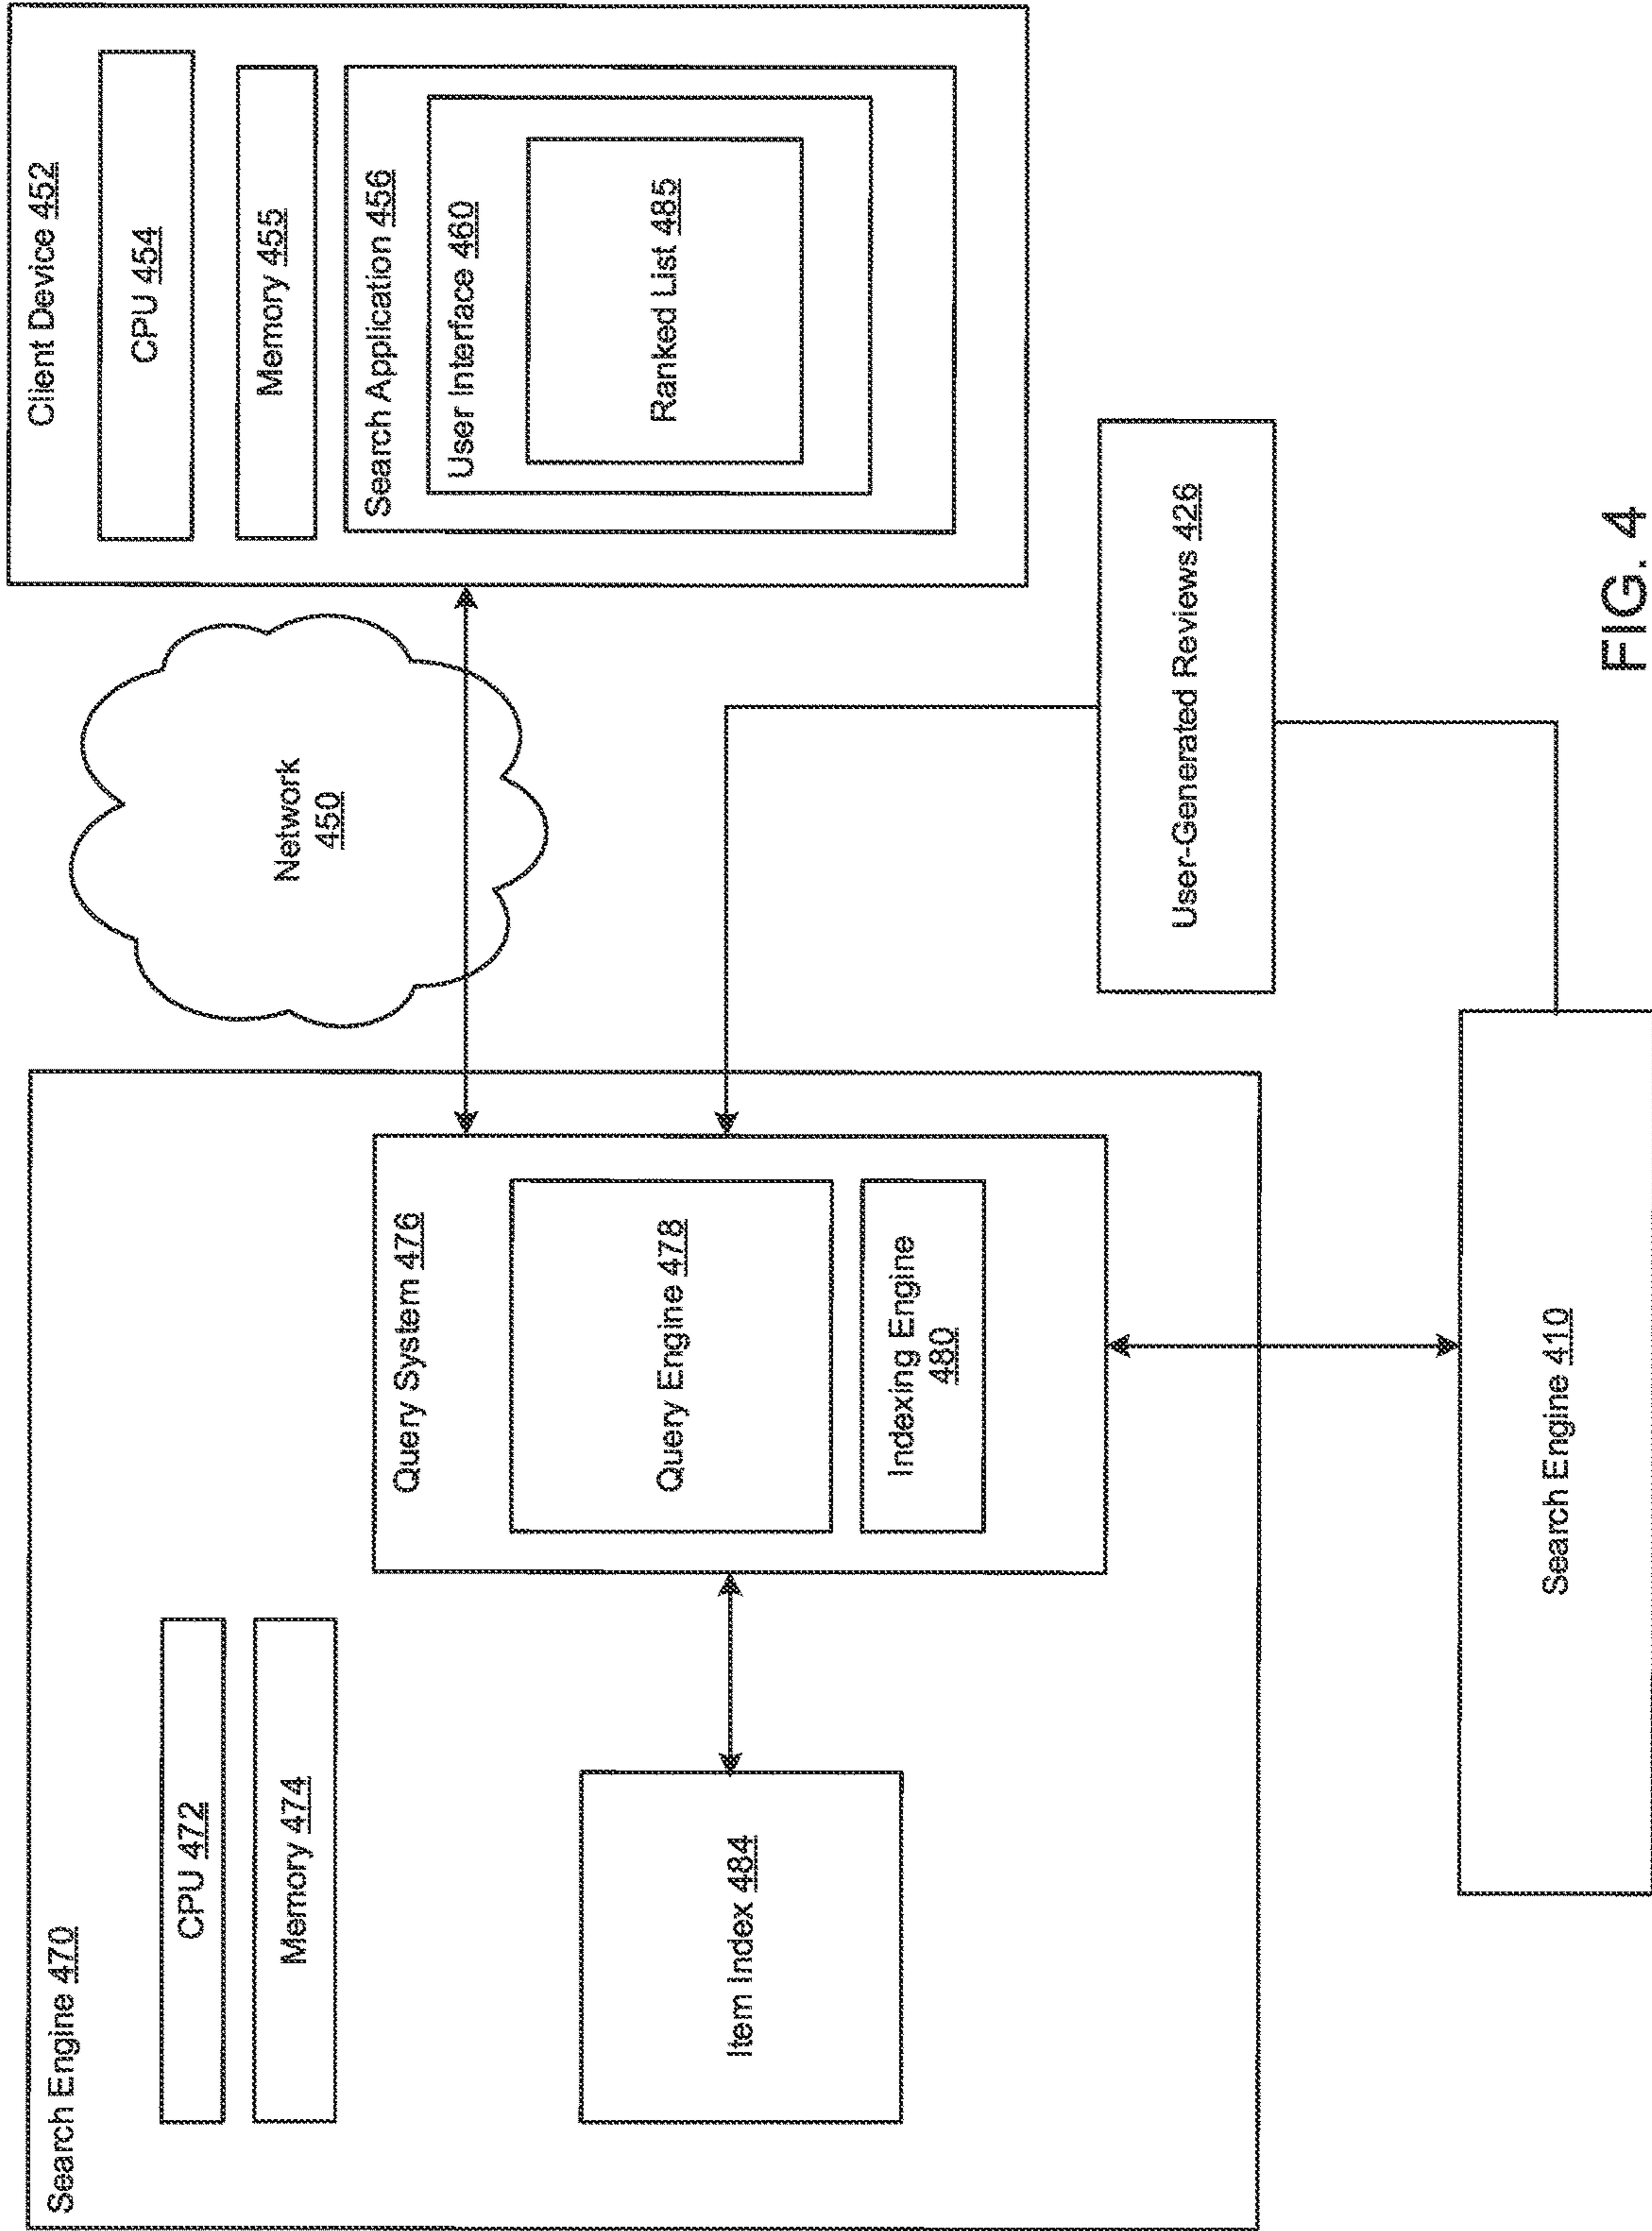 Search Engine 470
CPU 472
Memory 474
Item Index 484
Query System 476
Query Engine 478
Indexing Engine
480
Network
450
Client Device 452
CPU 454
Memory 455
Search Application 456
User Interface 460
Ranked List 485
User-Generated Reviews 426
Search Engine 410
FIG. 4